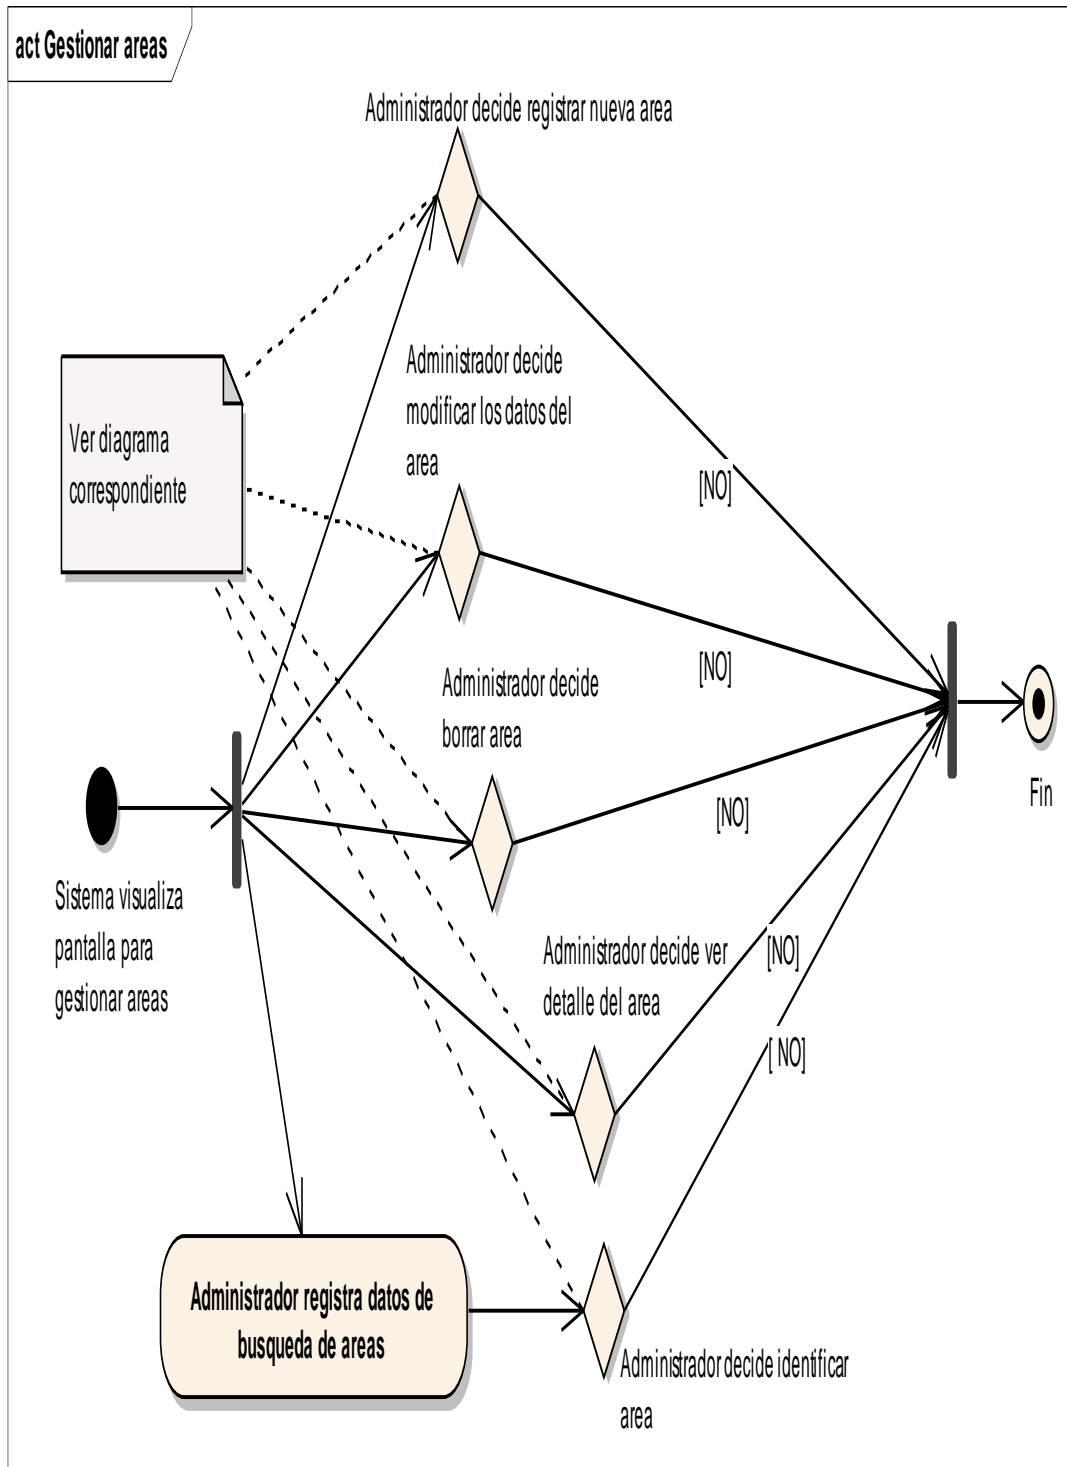 act Gestionar areas
Administrador decide registrar nueva area
Administrador decide
modificar los datos del
area
Ver diagrama
correspondiente
[NO]
[NO]
Administrador decide
borrar area
[NO]
Fin
Sistema visualiza
pantalla para
gestionar areas
Administrador decide ver
detalle del area
[NO]
[ NO]
Administrador registra datos de
busqueda de areas
Administrador decide identificar
area